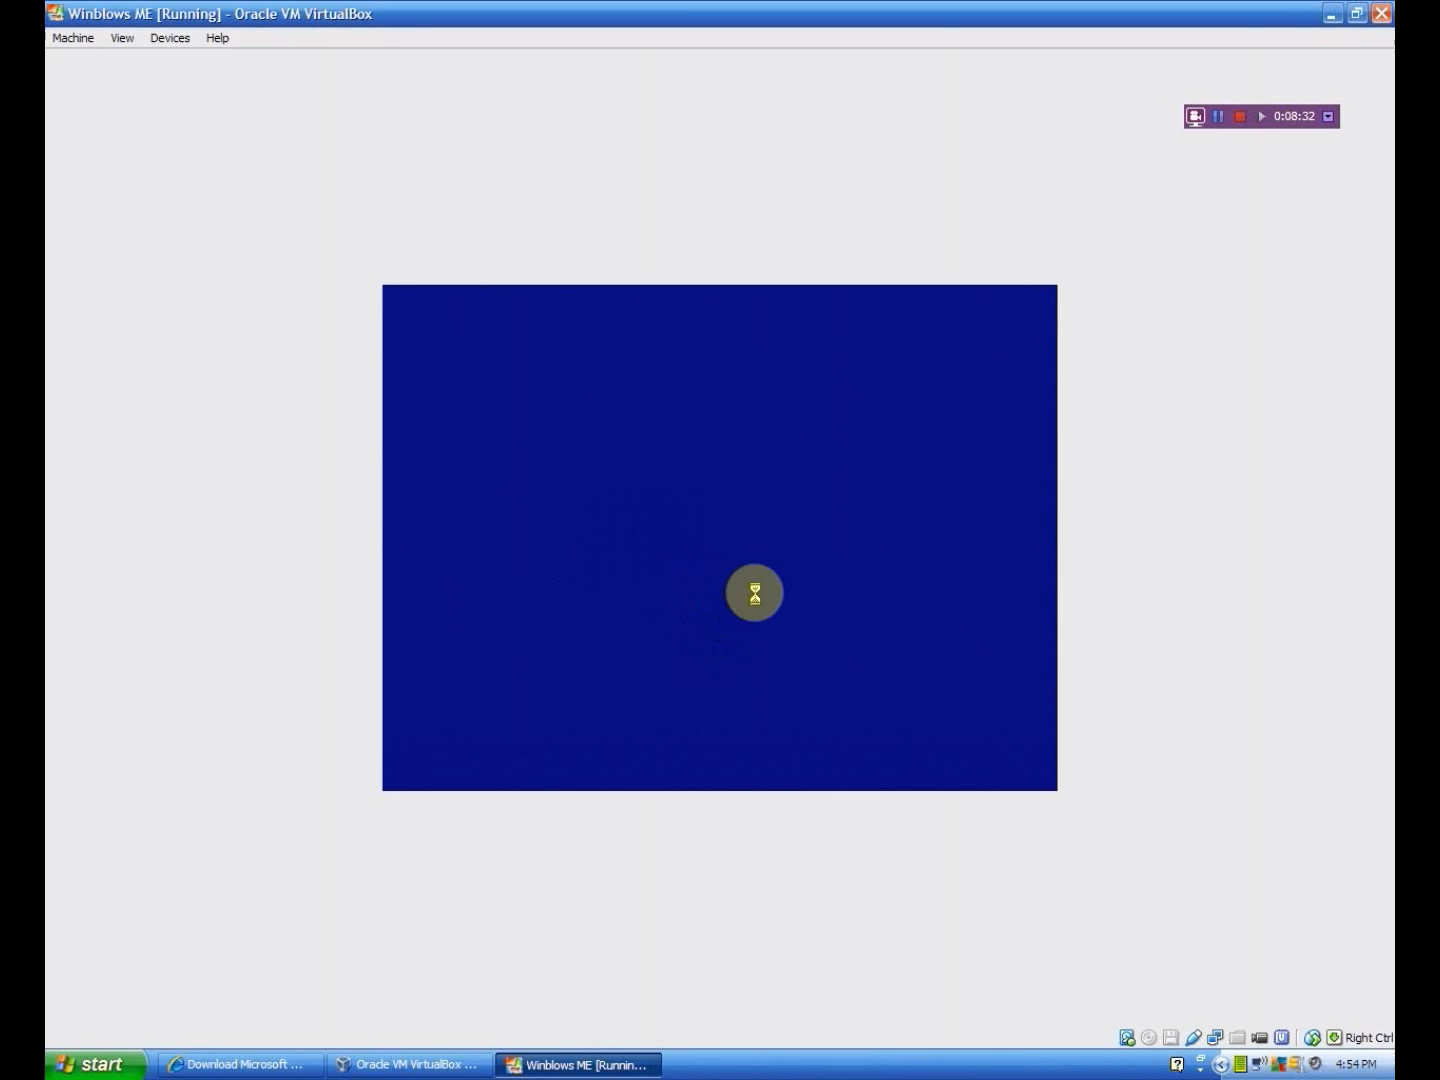 Winblows ME [Running] - Oracle VM VirtualBox
Machine View Devices Help
0:08:32
Right Ctrl
start
Download Microsoft ...
Oracle VM VirtualBox ...
Winblows ME [Runnin...
4:54 PM